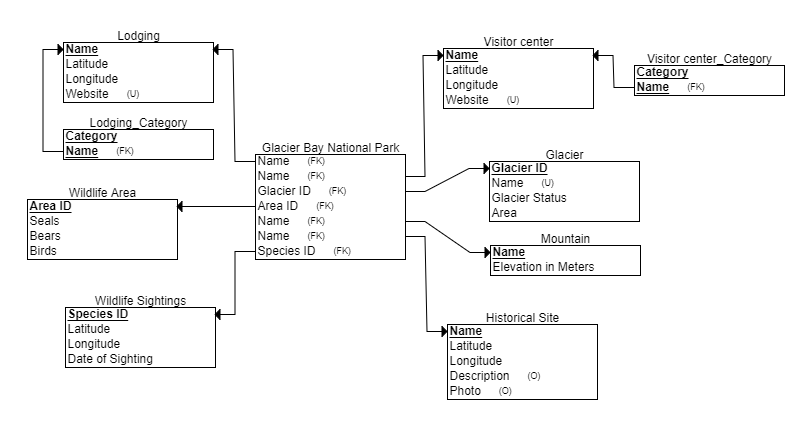 Lodging
Name
Latitude
Longitude
Website (U)
Lodging_Category
Category
Name (FK)
Wildlife Area
Area ID
Seals
Bears
Birds
Wildlife Sightings
Species ID
Latitude
Longitude
Date of Sighting
Glacier Bay National Park
Name (FK)
Name (FK)
Glacier ID (FK)
Area ID (FK)
Name (FK)
Name (FK)
Species ID (FK)
Visitor center
Name
Latitude
Longitude
Website (U)
Visitor center_Category
Category
Name (FK)
Glacier
Glacier ID
Name (U)
Glacier Status
Area
Mountain
Name
Elevation in Meters
Historical Site
Name
Latitude
Longitude
Description (O)
Photo (O)